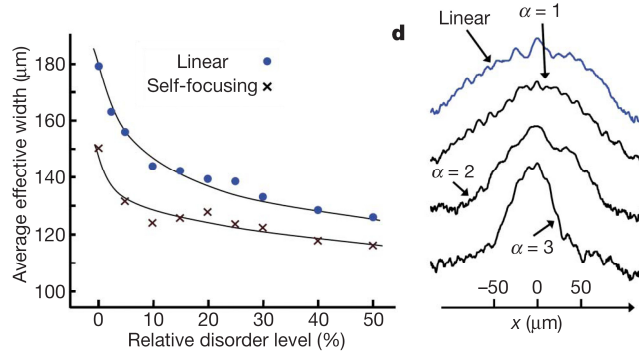 Average effective width (μm)
180
160
140
120
100
Linear
Self-focusing
0
10
20
30
40
50
Relative disorder level (%)
d
Linear
α = 1
α = 2
α = 3
−50
0
50
x (μm)